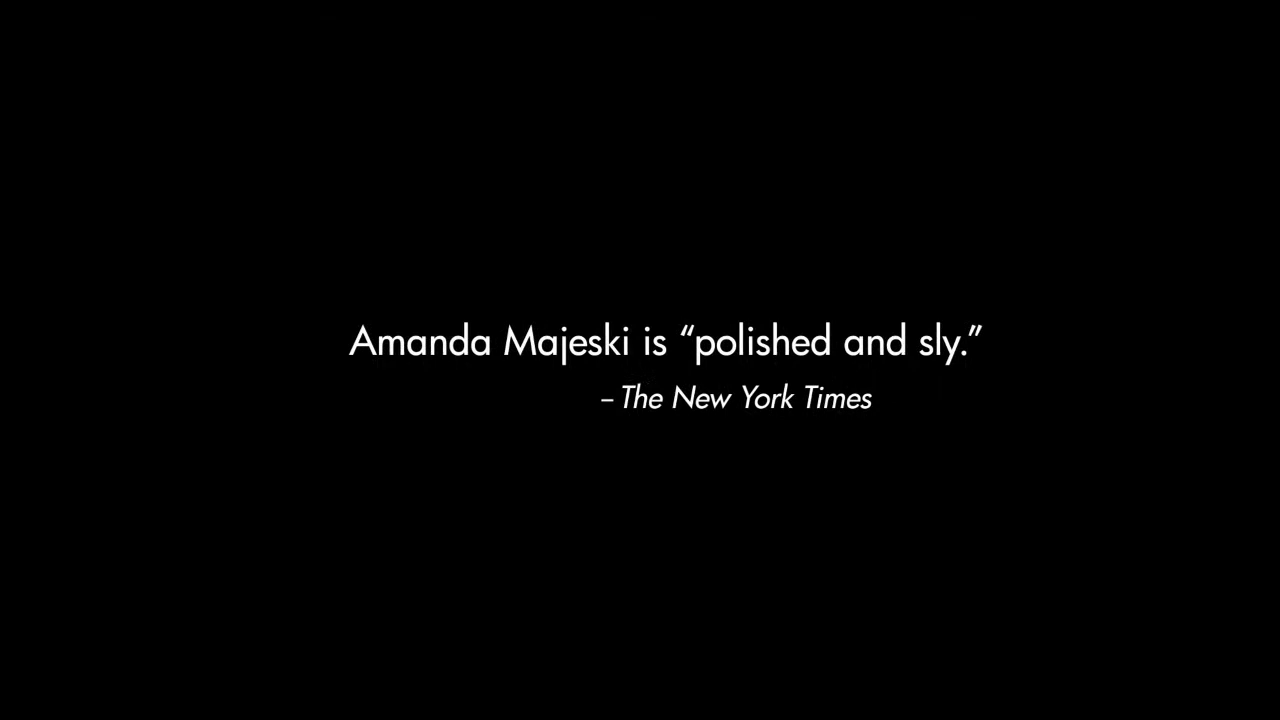 Amanda Majeski is “polished and sly.”
– The New York Times